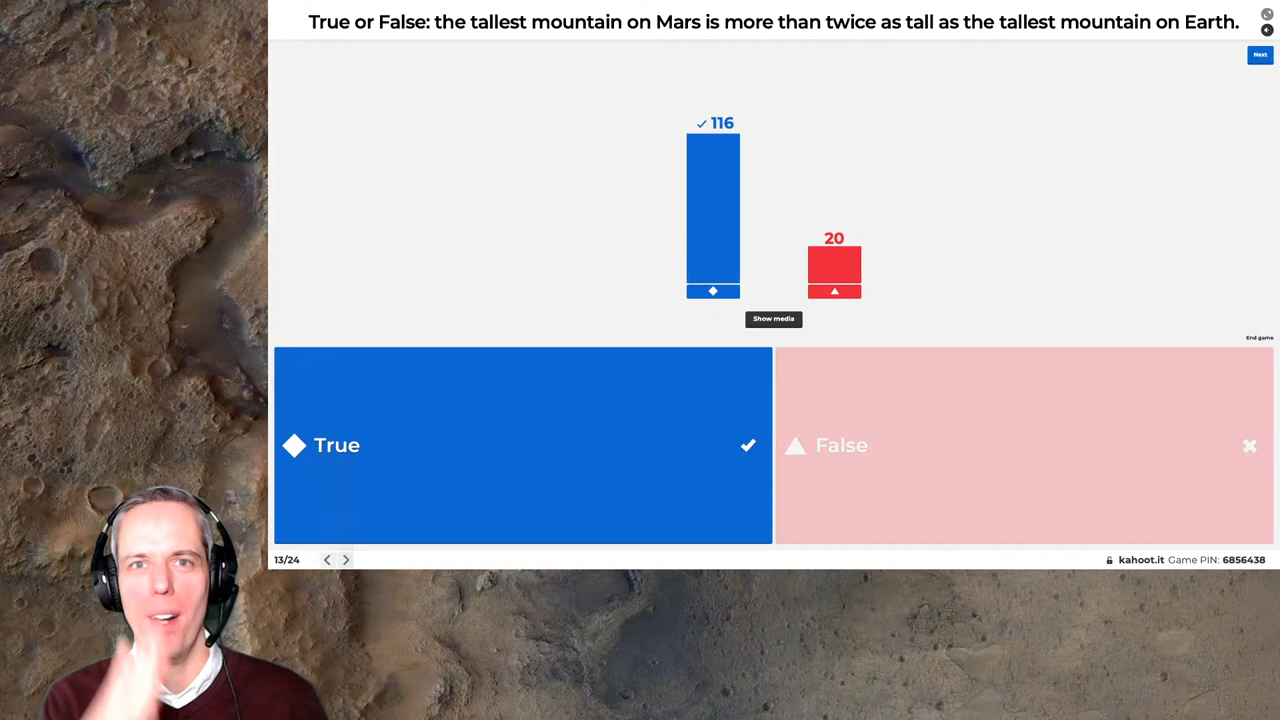 True or False: the tallest mountain on Mars is more than twice as tall as the tallest mountain on Earth.
Next
116
20
Show media
End game
True
False
13/24
kahoot.it Game PIN: 6856438